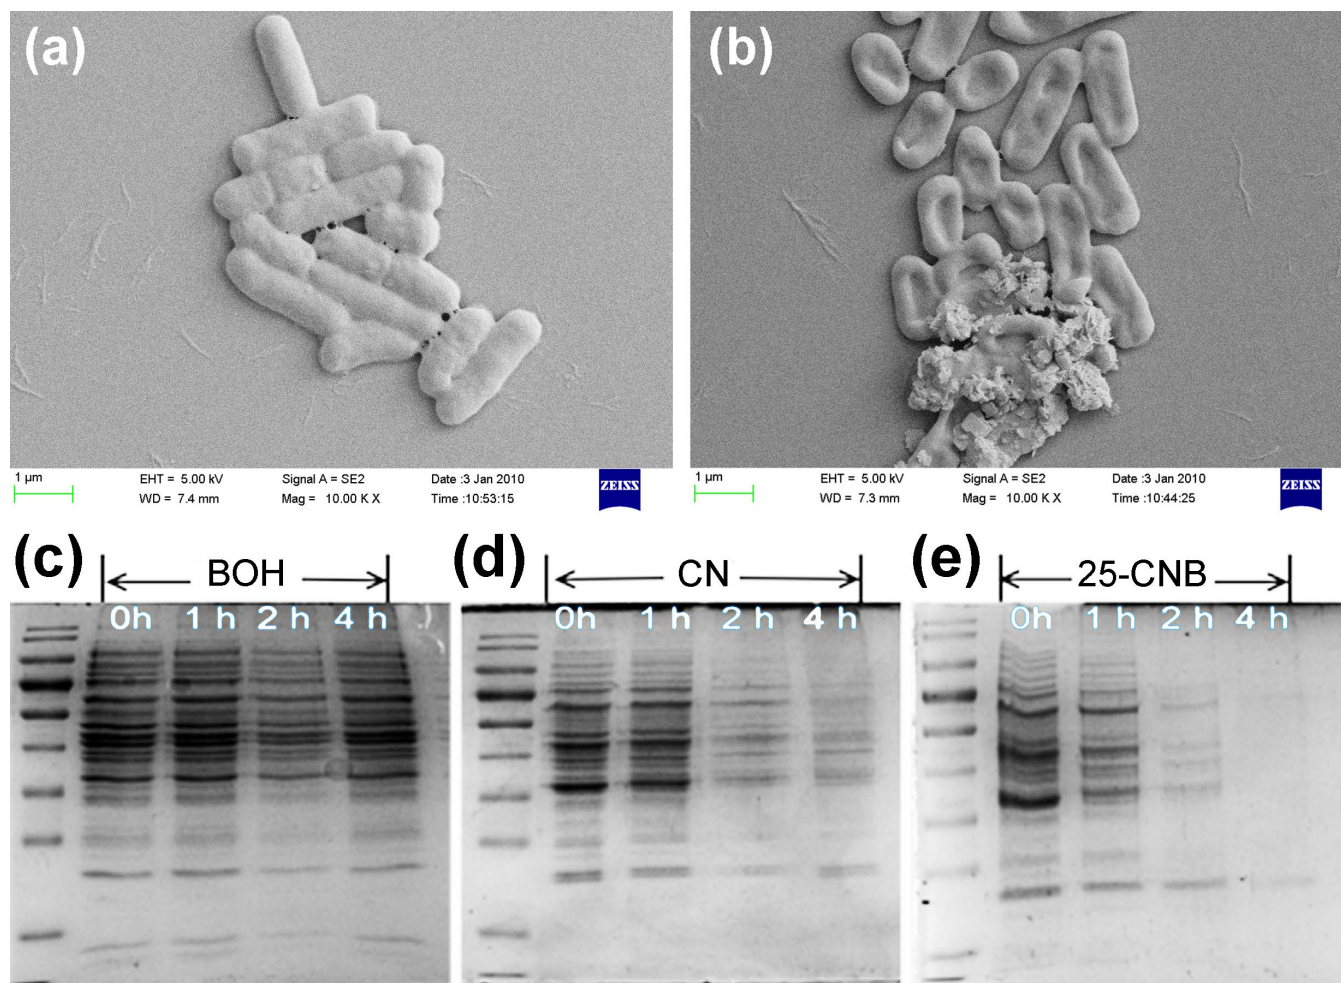 (a)
(b)
1 µm
EHT = 5.00 kV
Signal A = SE2
Date :3 Jan 2010
WD = 7.4 mm
Mag = 10.00 K X
Time :10:53:15
ZEISS
1 µm
EHT = 5.00 kV
Signal A = SE2
Date :3 Jan 2010
WD = 7.3 mm
Mag = 10.00 K X
Time :10:44:25
ZEISS
(c)
BOH
0h 1 h 2 h 4 h
(d)
CN
0h 1 h 2 h 4 h
(e)
25-CNB
0h 1 h 2 h 4 h